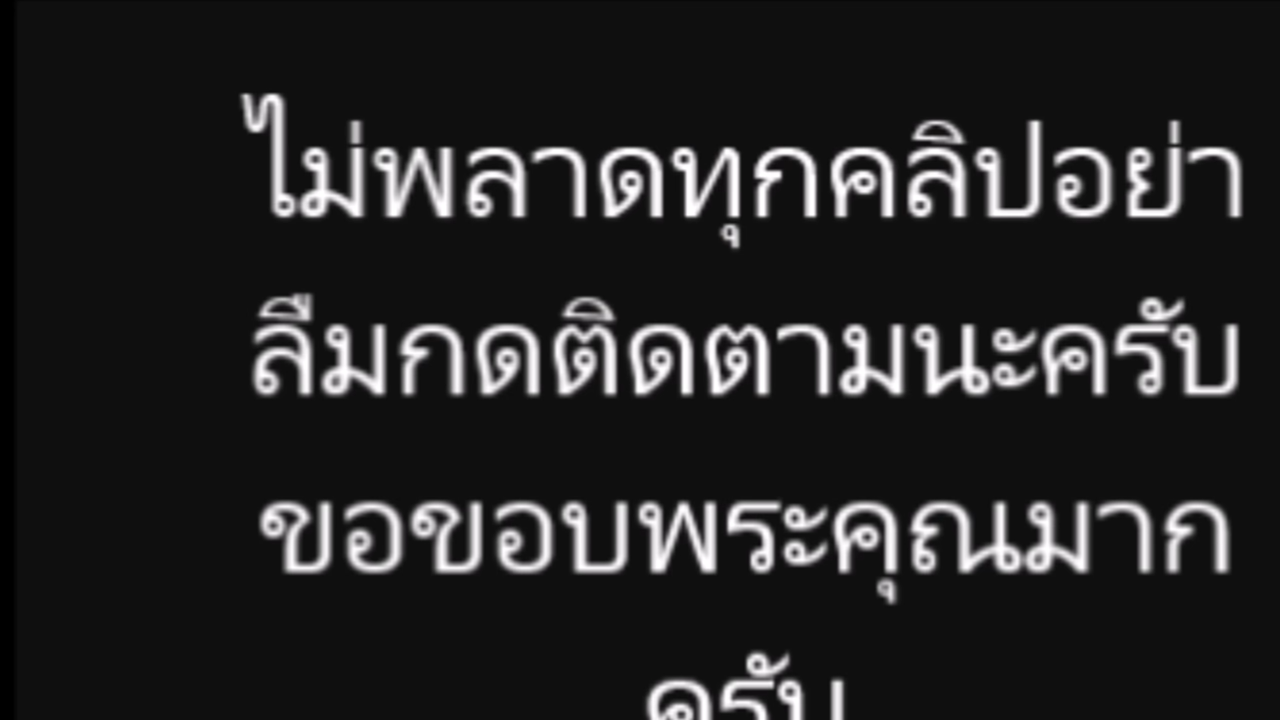 ไม่พลาดทุกคลิปอย่า
ลืมกดติดตามนะครับ
ขอขอบพระคุณมาก
ครับ